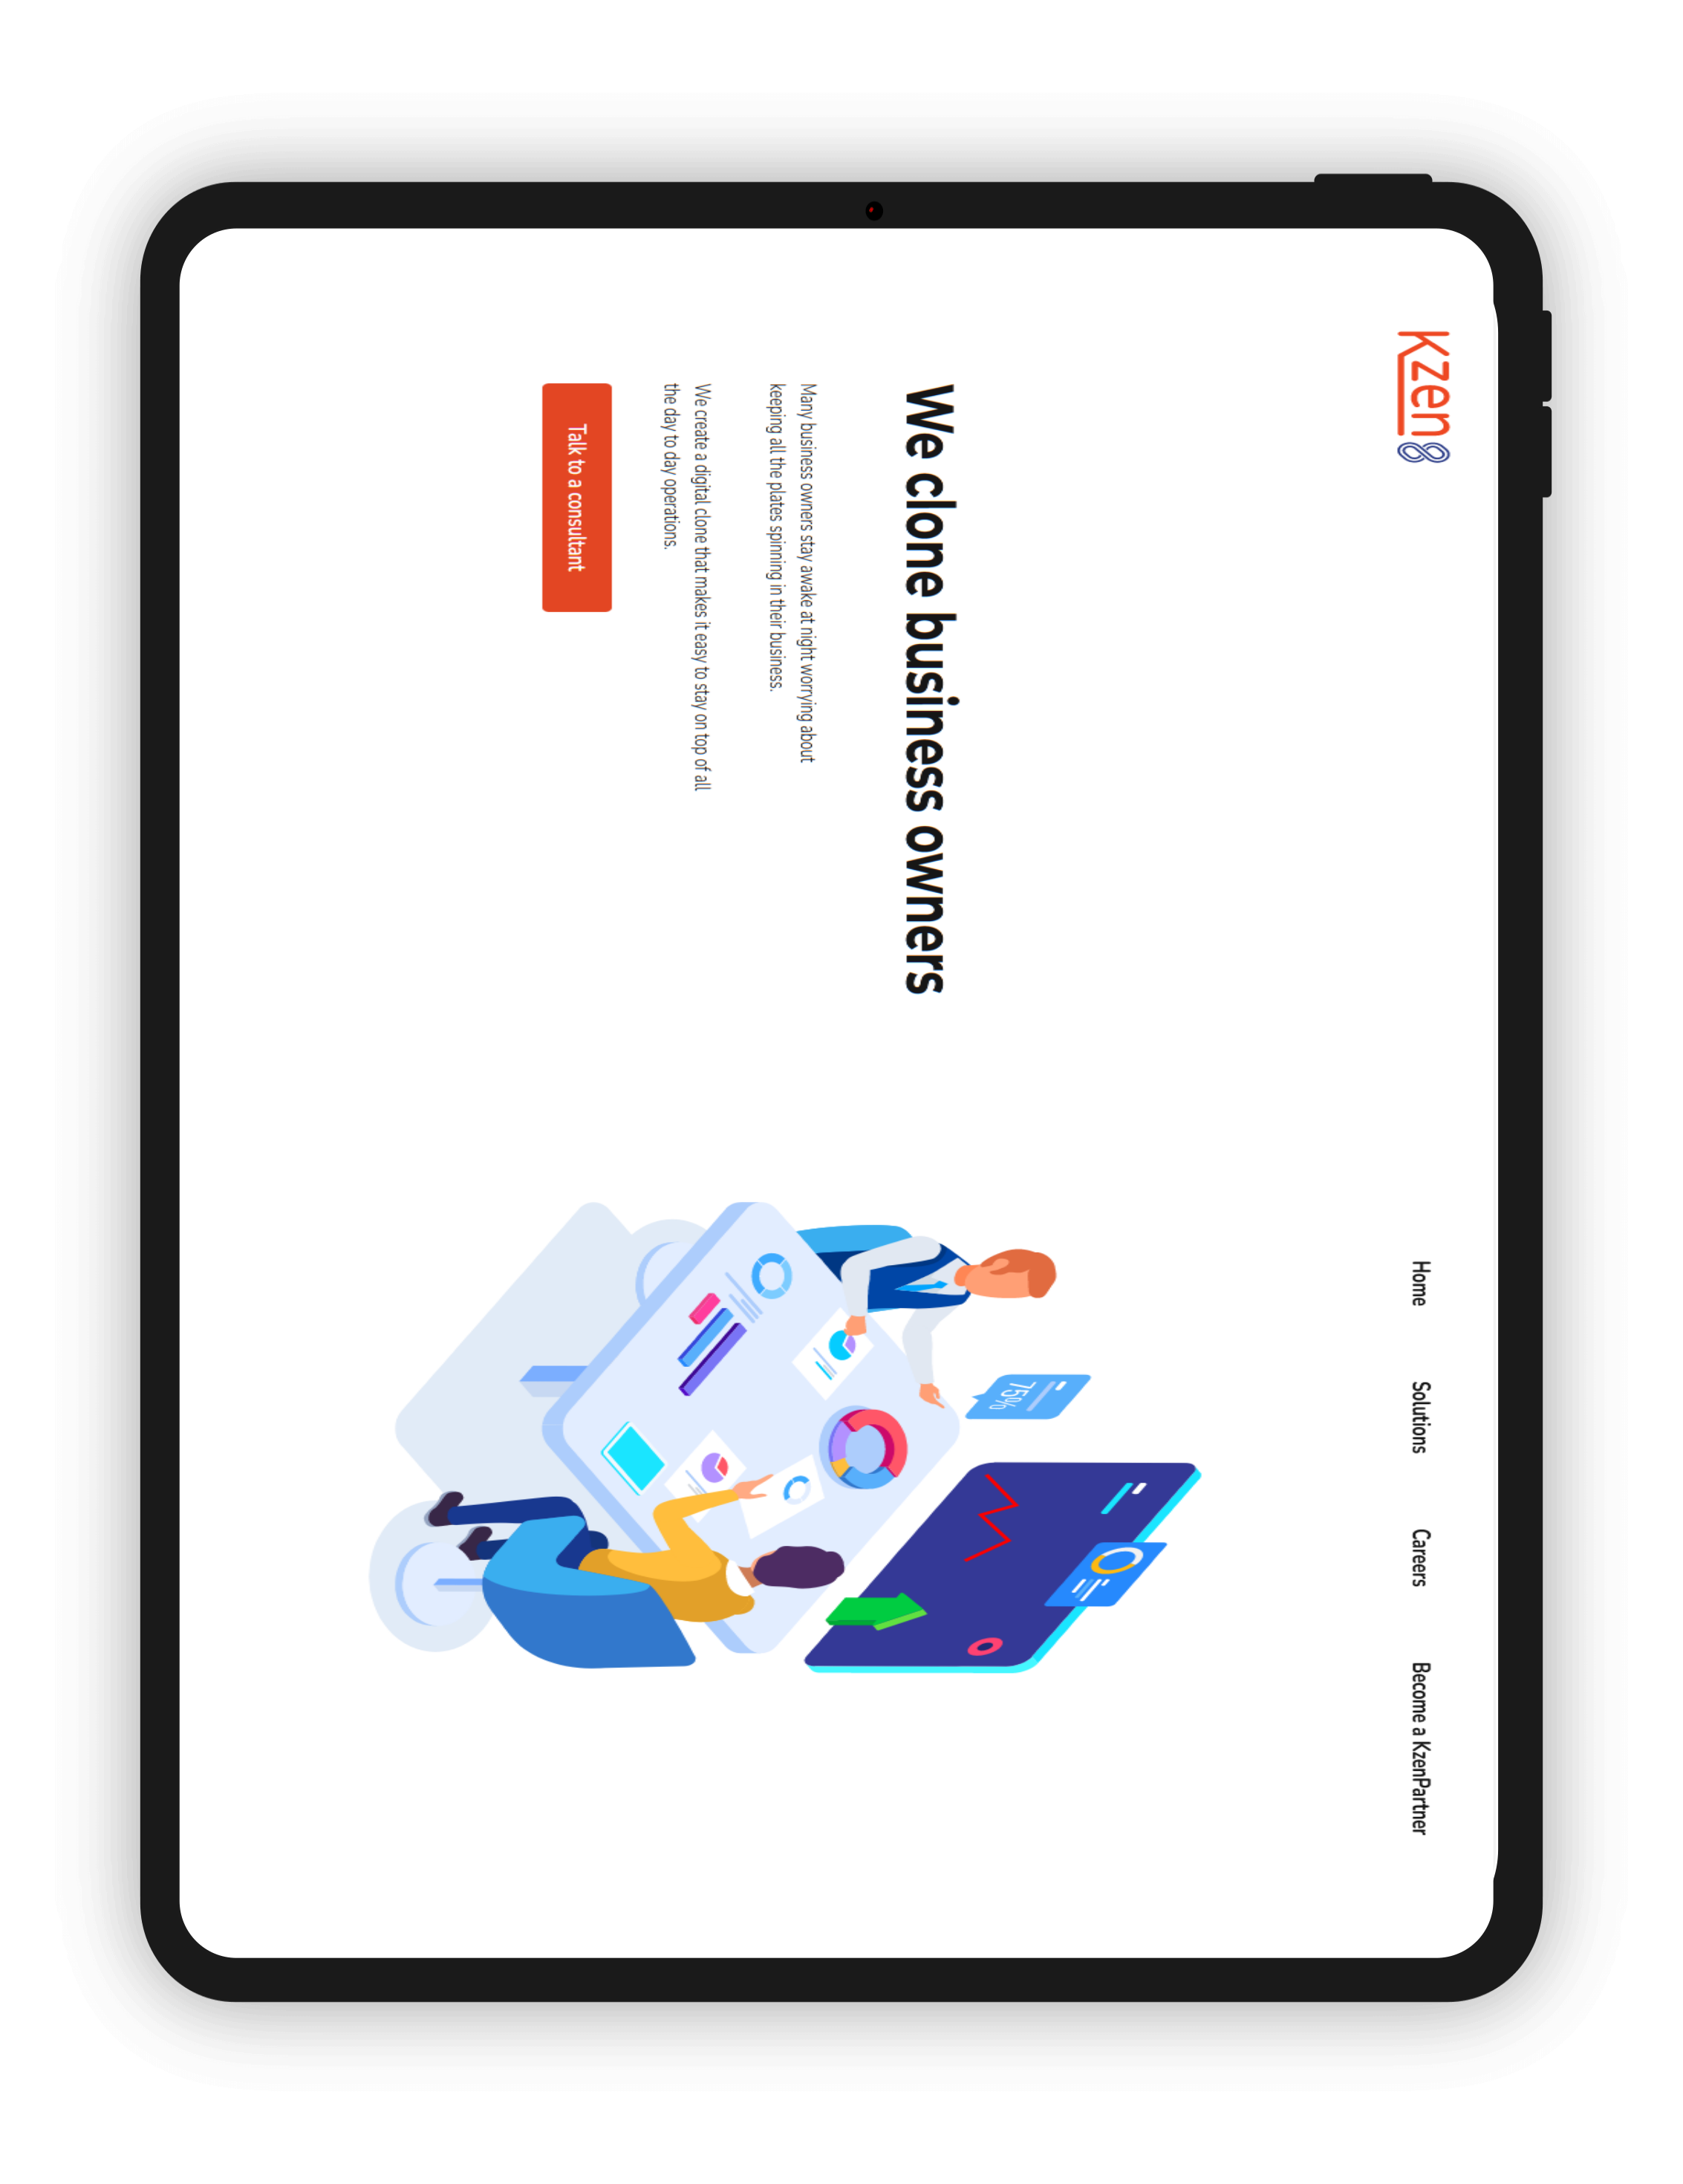 Kzen8
Home Solutions Careers Become a KzenPartner
We clone business owners
Many business owners stay awake at night worrying about
keeping all the plates spinning in their business.
We create a digital clone that makes it easy to stay on top of all
the day to day operations.
Talk to a consultant
75%